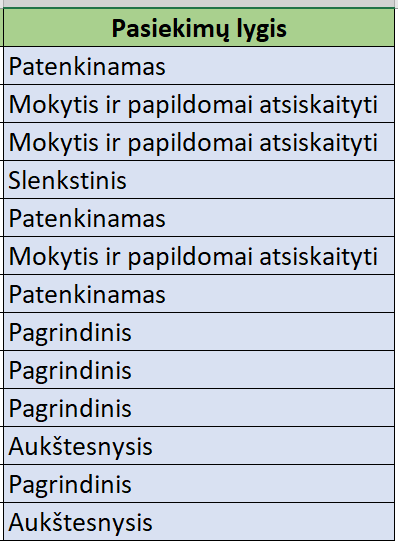 Pasiekimų lygis
Patenkinamas
Mokytis ir papildomai atsiskaityti
Mokytis ir papildomai atsiskaityti
Slenkstinis
Patenkinamas
Mokytis ir papildomai atsiskaityti
Patenkinamas
Pagrindinis
Pagrindinis
Pagrindinis
Aukštesnysis
Pagrindinis
Aukštesnysis